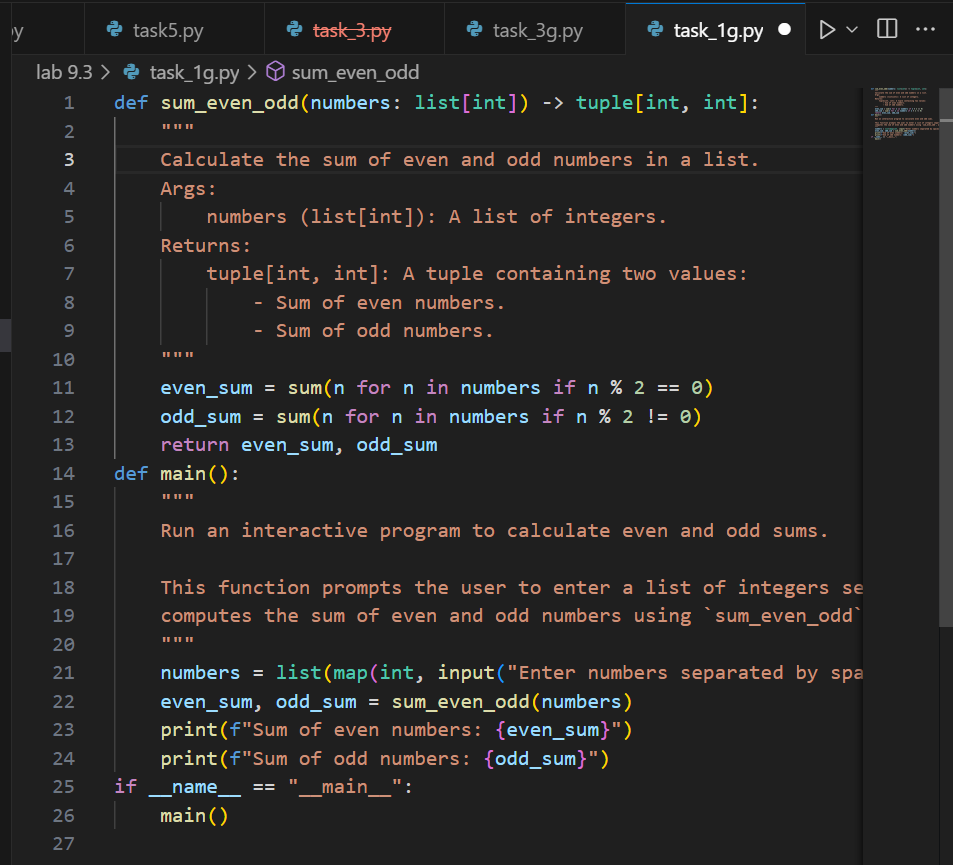 y
task5.py
task_3.py
task_3g.py
task_1g.py
lab 9.3 > task_1g.py > sum_even_odd
1 def sum_even_odd(numbers: list[int]) -> tuple[int, int]:
2     """
3     Calculate the sum of even and odd numbers in a list.
4     Args:
5         numbers (list[int]): A list of integers.
6     Returns:
7         tuple[int, int]: A tuple containing two values:
8             - Sum of even numbers.
9             - Sum of odd numbers.
10     """
11     even_sum = sum(n for n in numbers if n % 2 == 0)
12     odd_sum = sum(n for n in numbers if n % 2 != 0)
13     return even_sum, odd_sum
14 def main():
15     """
16     Run an interactive program to calculate even and odd sums.
17
18     This function prompts the user to enter a list of integers se
19     computes the sum of even and odd numbers using `sum_even_odd`
20     """
21     numbers = list(map(int, input("Enter numbers separated by spa
22     even_sum, odd_sum = sum_even_odd(numbers)
23     print(f"Sum of even numbers: {even_sum}")
24     print(f"Sum of odd numbers: {odd_sum}")
25 if __name__ == "__main__":
26     main()
27